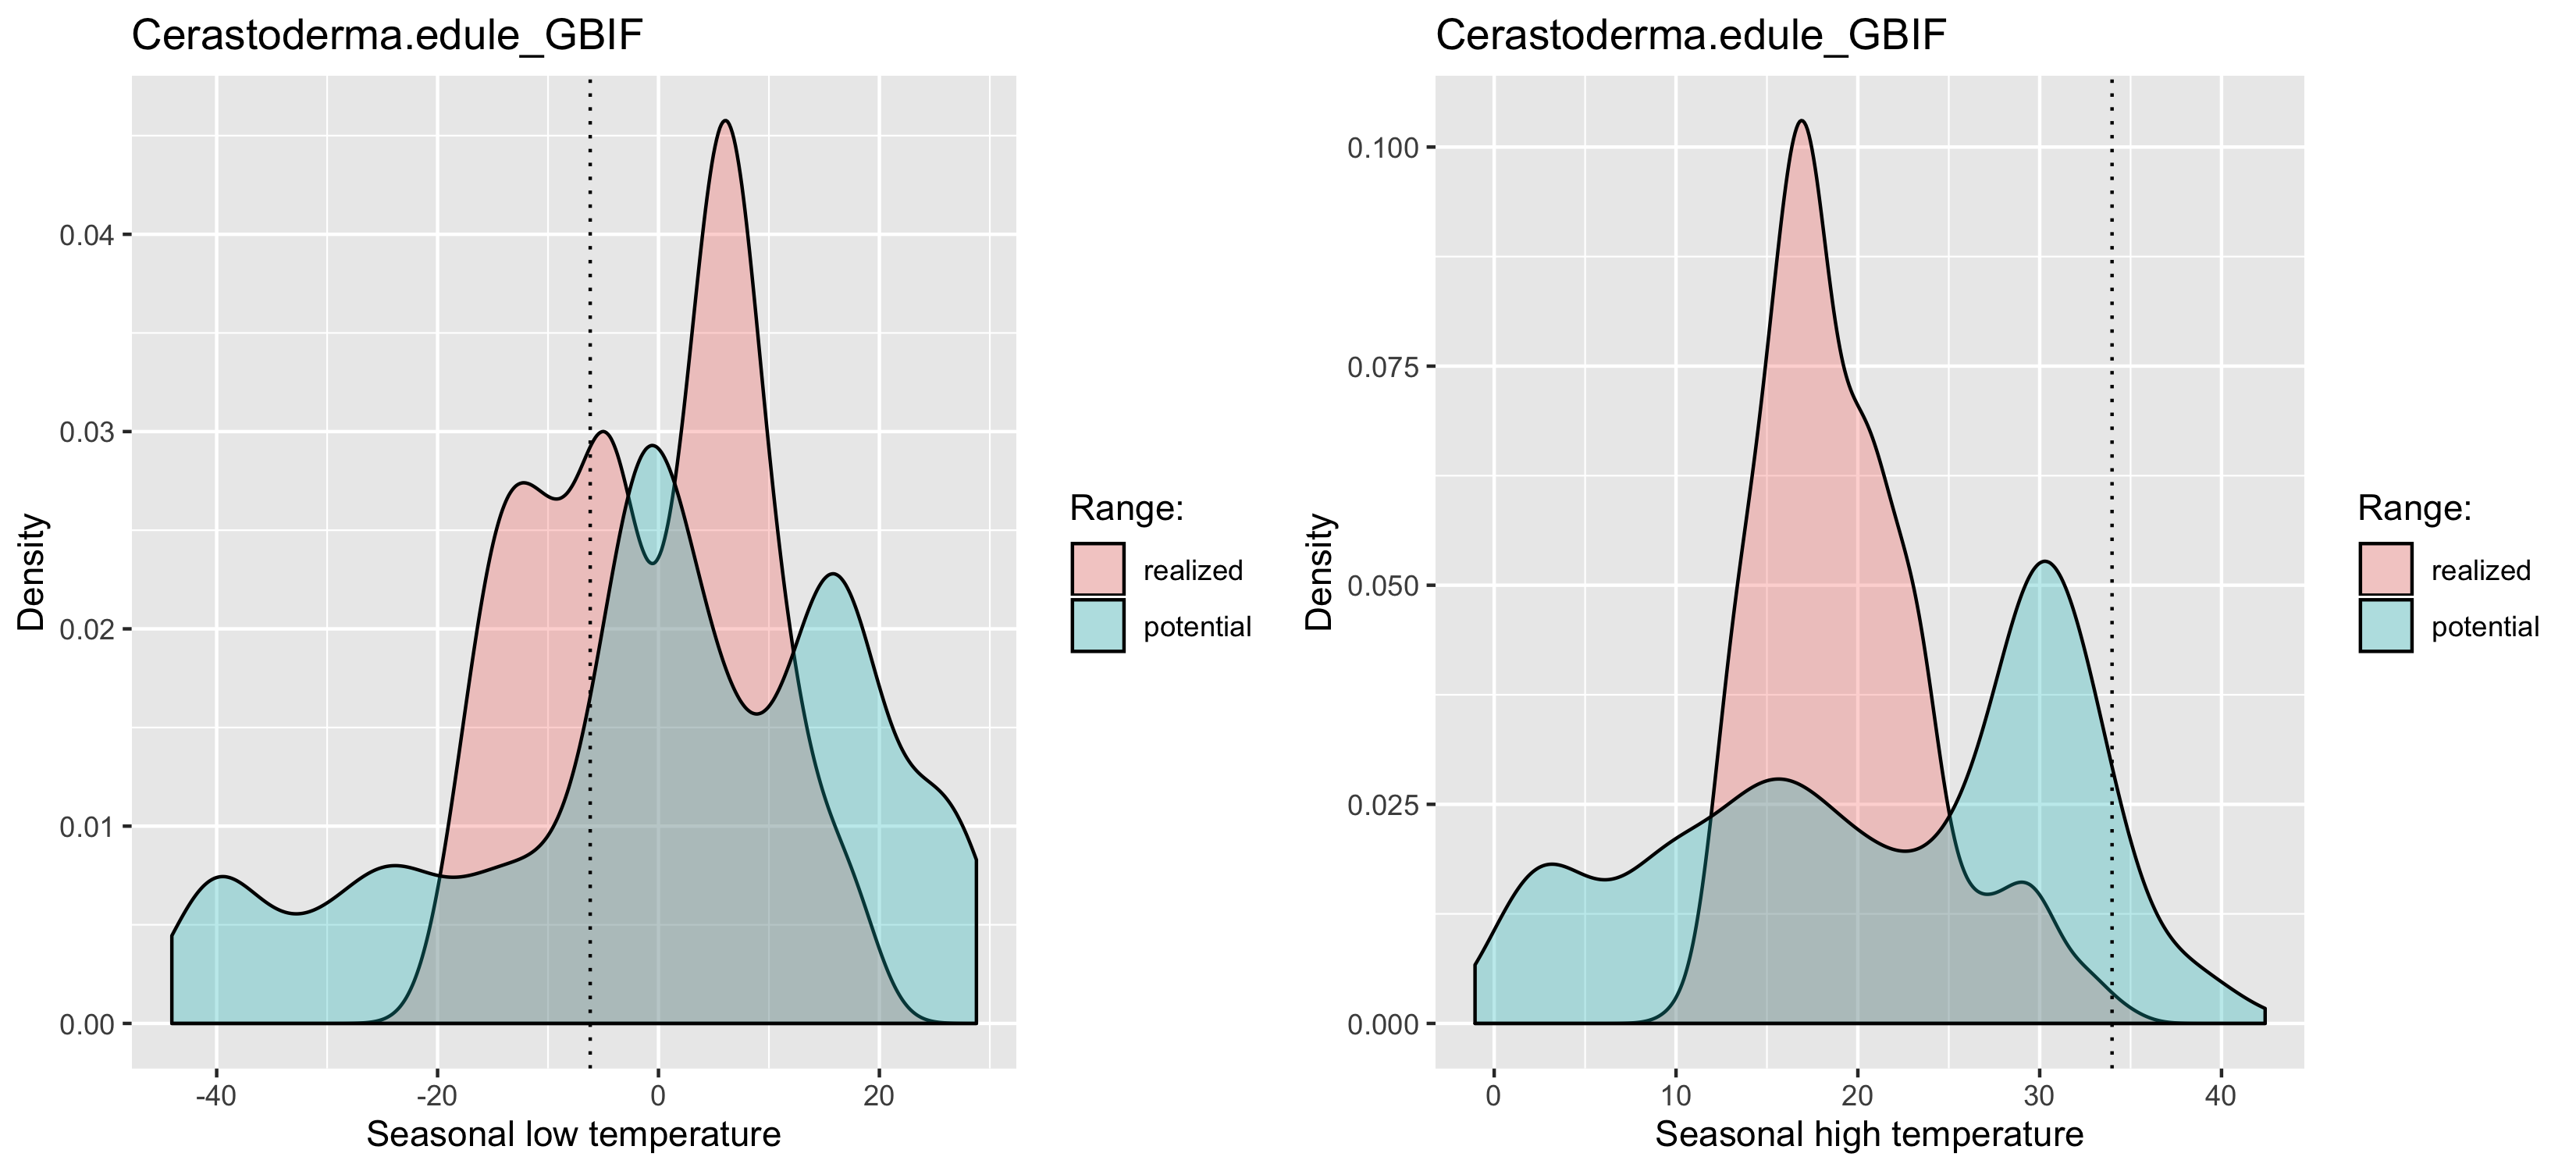 Cerastoderma.edule_GBIF
Density
0.04
0.03
0.02
0.01
0.00
-40
-20
0
20
Seasonal low temperature
Range:
realized
potential
Cerastoderma.edule_GBIF
Density
0.100
0.075
0.050
0.025
0.000
0
10
20
30
40
Seasonal high temperature
Range:
realized
potential